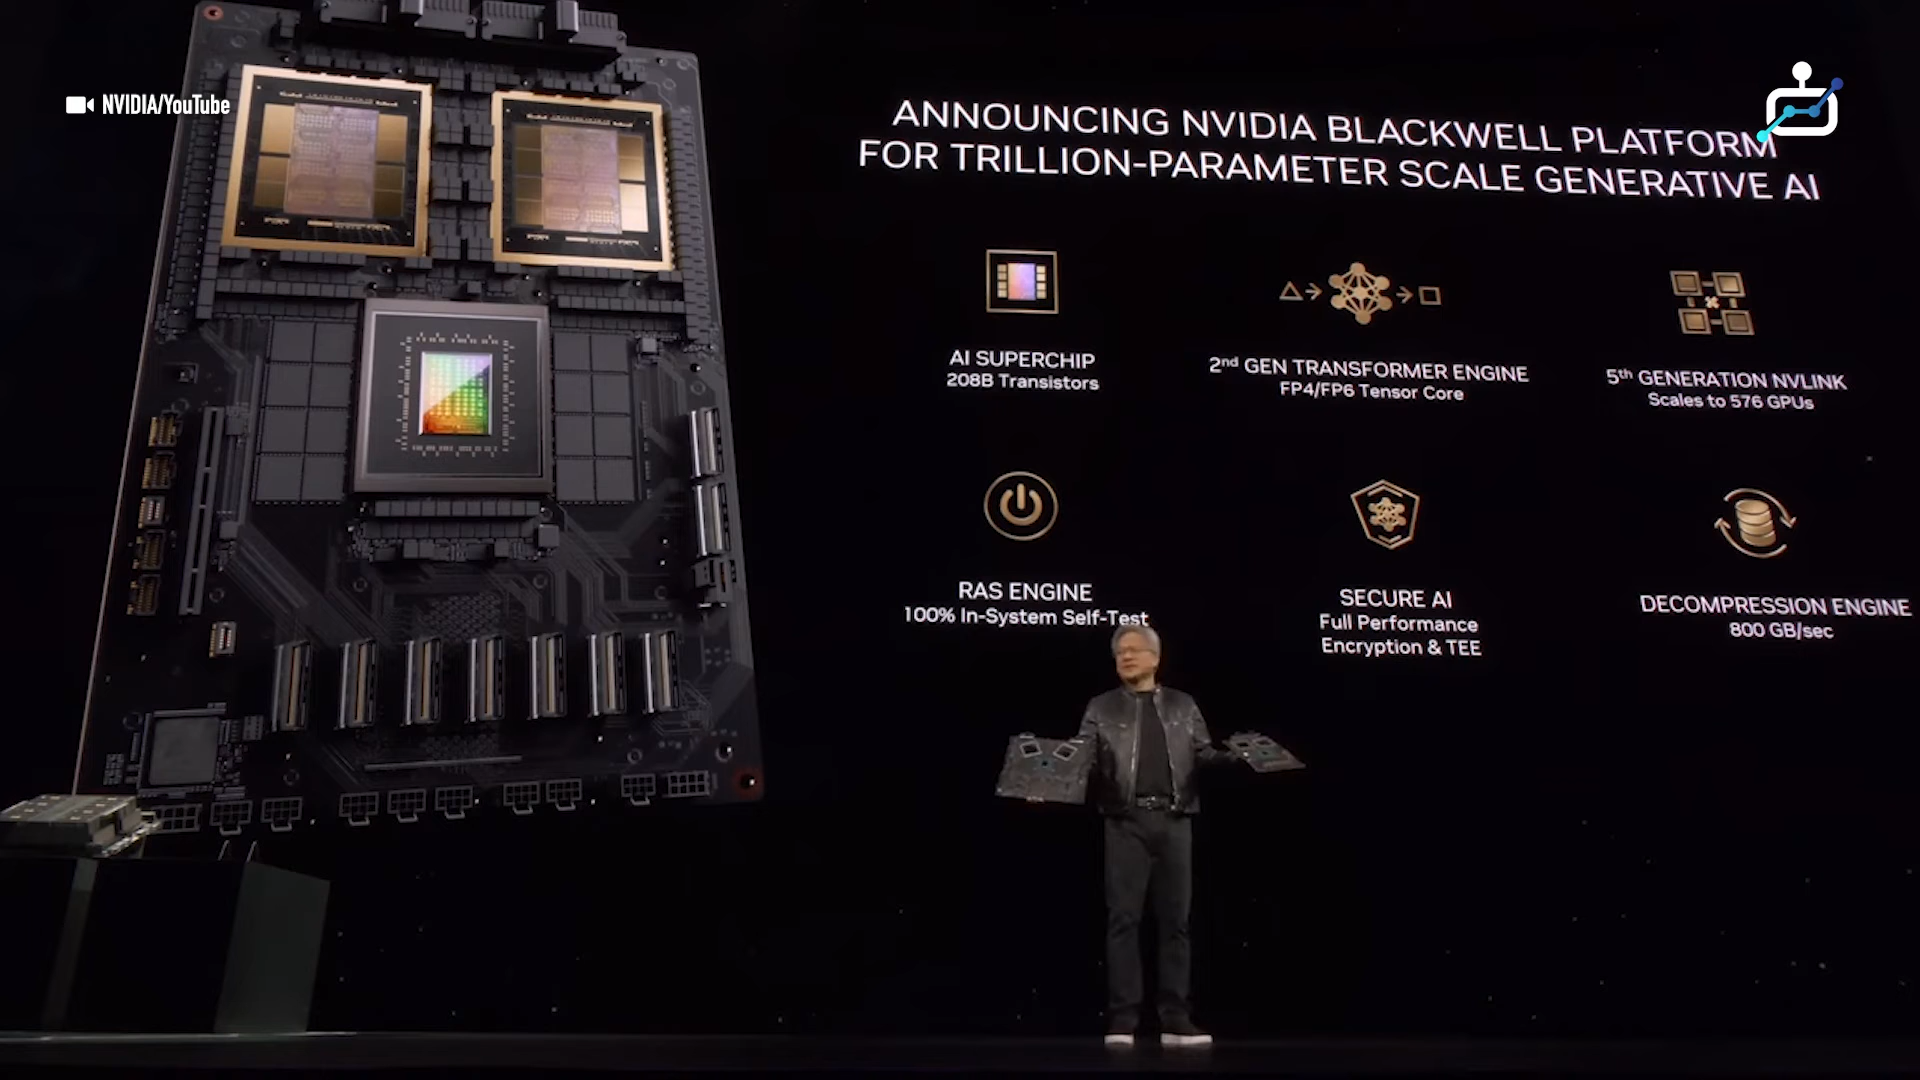 NVIDIA/YouTube
ANNOUNCING NVIDIA BLACKWELL PLATFORM
FOR TRILLION-PARAMETER SCALE GENERATIVE AI
AI SUPERCHIP
208B Transistors
2nd GEN TRANSFORMER ENGINE
FP4/FP6 Tensor Core
5th GENERATION NVLINK
Scales to 576 GPUs
RAS ENGINE
100% In-System Self-Test
SECURE AI
Full Performance
Encryption & TEE
DECOMPRESSION ENGINE
800 GB/sec